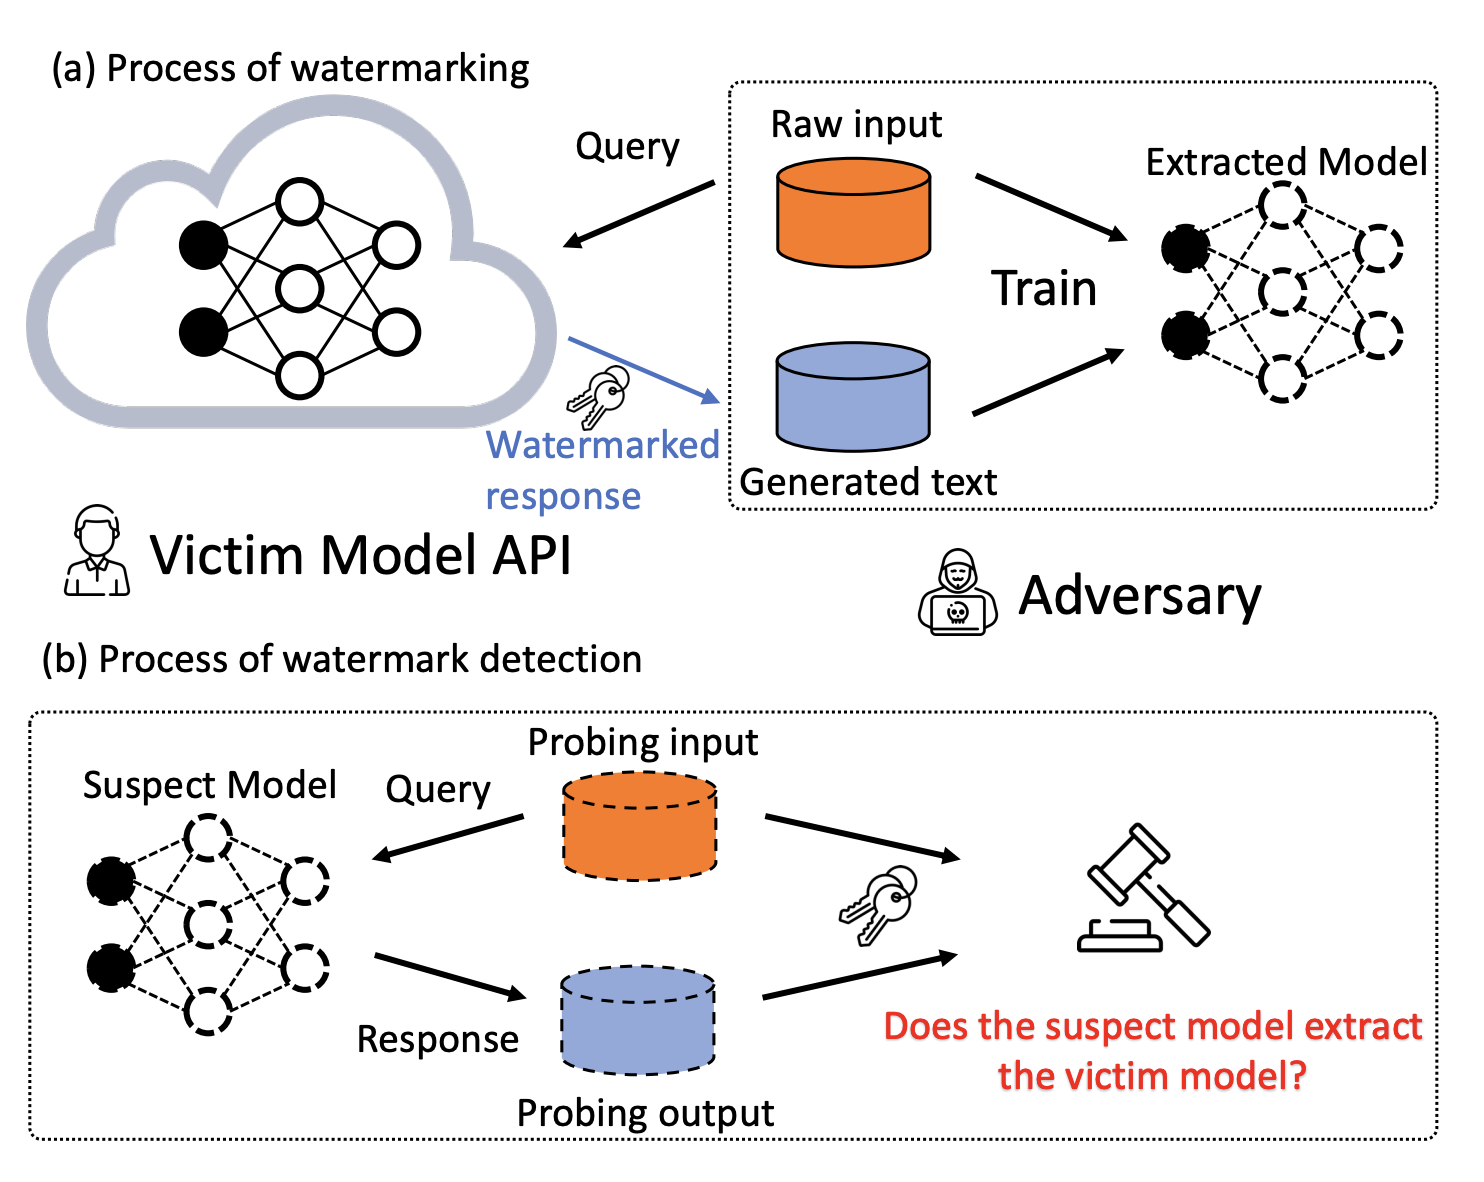 (a) Process of watermarking
Query
Raw input
Extracted Model
Train
Watermarked
response
Generated text
Victim Model API
Adversary
(b) Process of watermark detection
Probing input
Suspect Model
Query
Response
Probing output
Does the suspect model extract
the victim model?